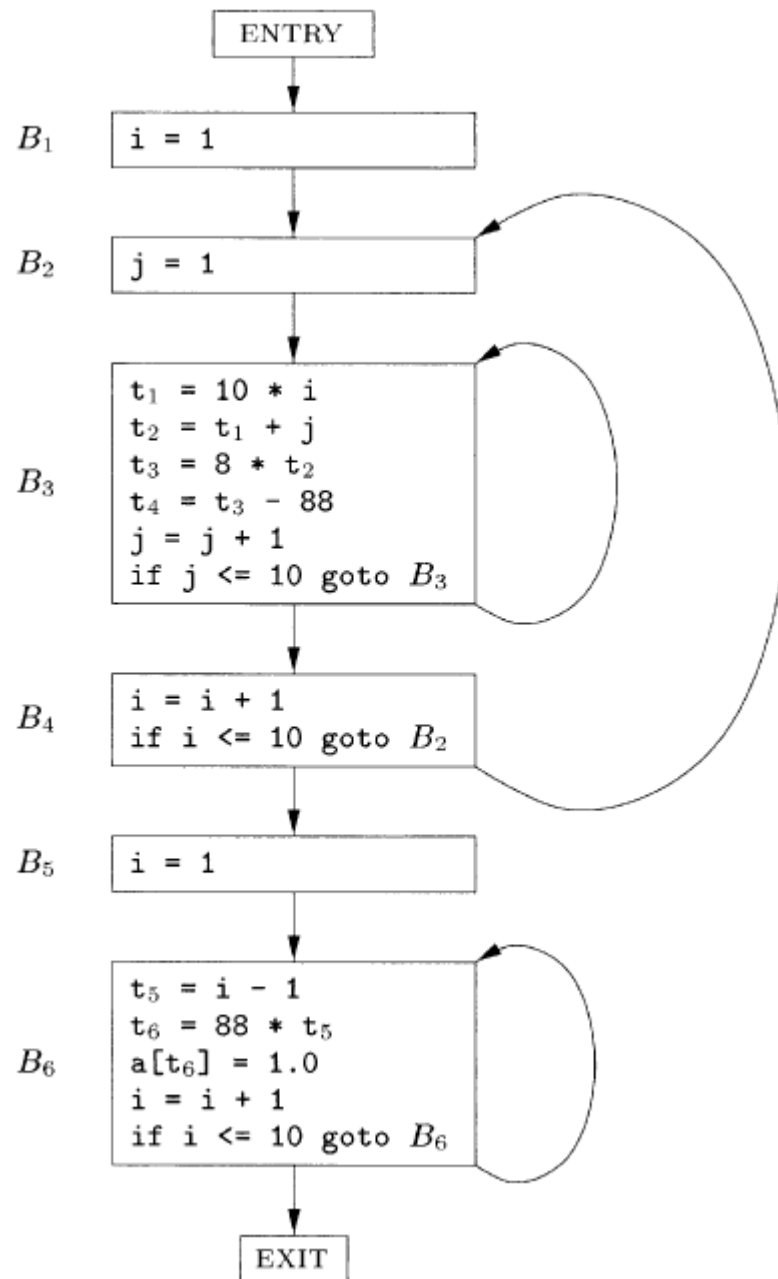 ENTRY
B₁
i = 1
B₂
j = 1
B₃
t₁ = 10 * i
t₂ = t₁ + j
t₃ = 8 * t₂
t₄ = t₃ - 88
j = j + 1
if j <= 10 goto B₃
B₄
i = i + 1
if i <= 10 goto B₂
B₅
i = 1
B₆
t₅ = i - 1
t₆ = 88 * t₅
a[t₆] = 1.0
i = i + 1
if i <= 10 goto B₆
EXIT